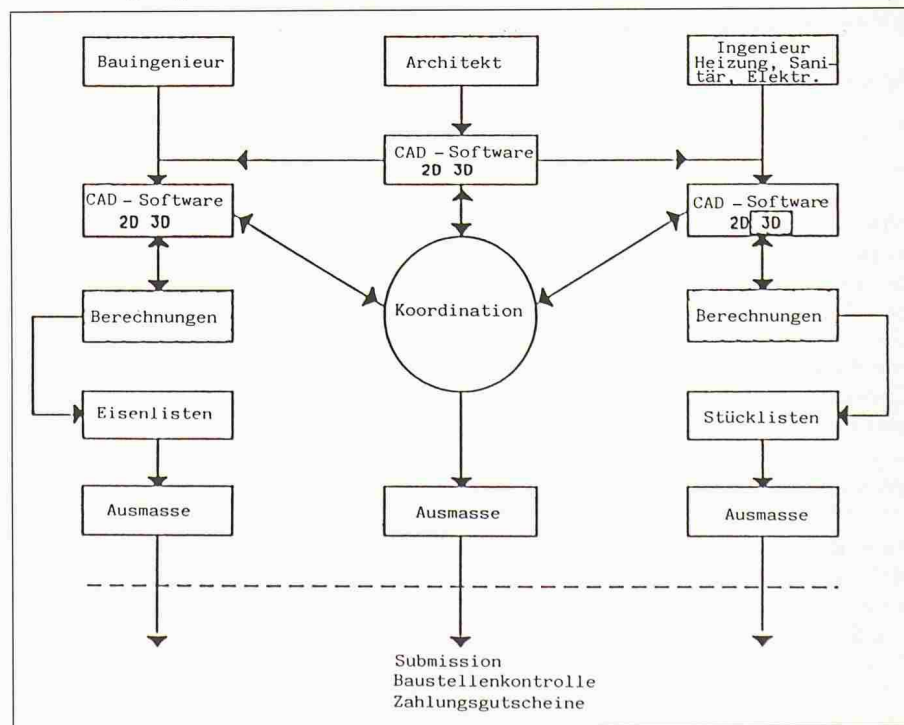 Bauingenieur
Architekt
Ingenieur
Heizung, Sani-
tär, Elektr.
CAD – Software
2D 3D
CAD – Software
2D 3D
CAD – Software
2D 3D
Koordination
Berechnungen
Berechnungen
Eisenlisten
Stücklisten
Ausmasse
Ausmasse
Ausmasse
Submission
Baustellenkontrolle
Zahlungsgutscheine